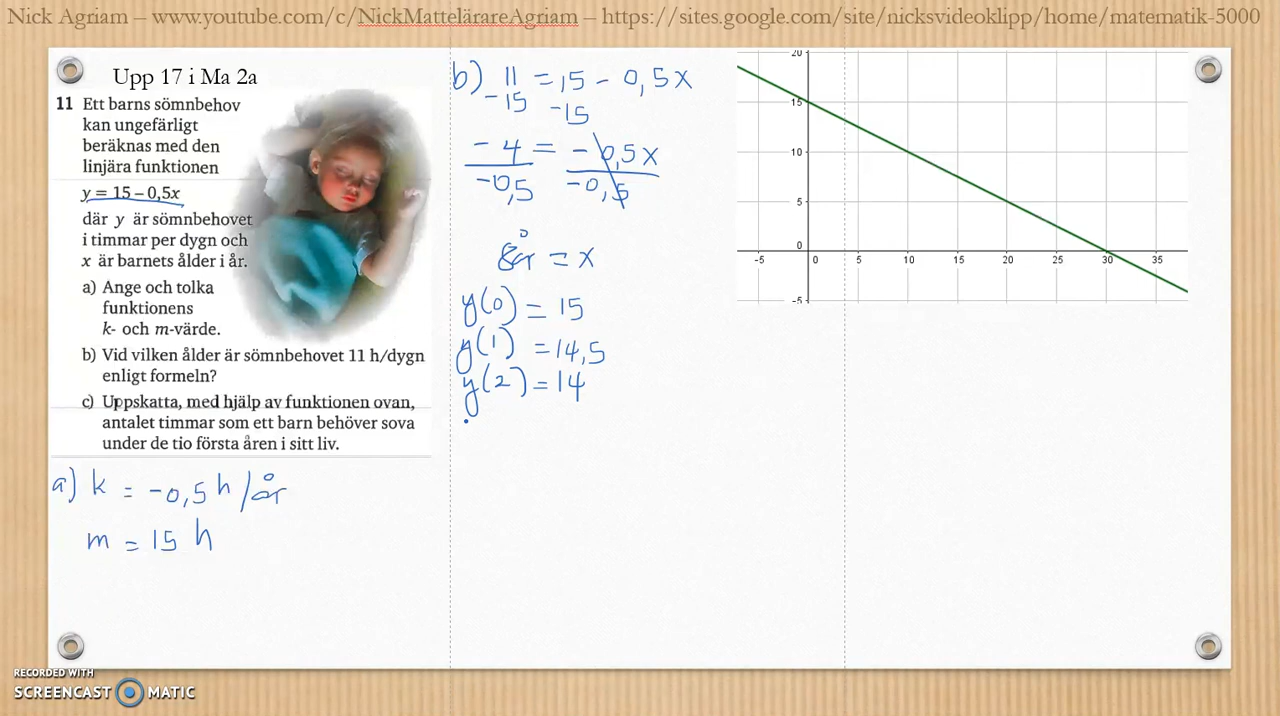 Nick Agriam – www.youtube.com/c/NickMattelärareAgriam – https://sites.google.com/site/nicksvideoklipp/home/matematik-5000
Upp 17 i Ma 2a
11 Ett barns sömnbehov
kan ungefärligt
beräknas med den
linjära funktionen
y = 15 – 0,5x
där y är sömnbehovet
i timmar per dygn och
x är barnets ålder i år.
a) Ange och tolka
funktionens
k- och m-värde.
b) Vid vilken ålder är sömnbehovet 11 h/dygn
enligt formeln?
c) Uppskatta, med hjälp av funktionen ovan,
antalet timmar som ett barn behöver sova
under de tio första åren i sitt liv.
a) k = -0,5 h/år
m = 15 h
b) 11 = 15 - 0,5x
-15 -15
-4 = -0,5x
-0,5 -0,5
8år = x
y(0) = 15
y(1) = 14,5
y(2) = 14
20
15
10
5
0
-5 0 5 10 15 20 25 30 35
-5
RECORDED WITH
SCREENCAST MATIC